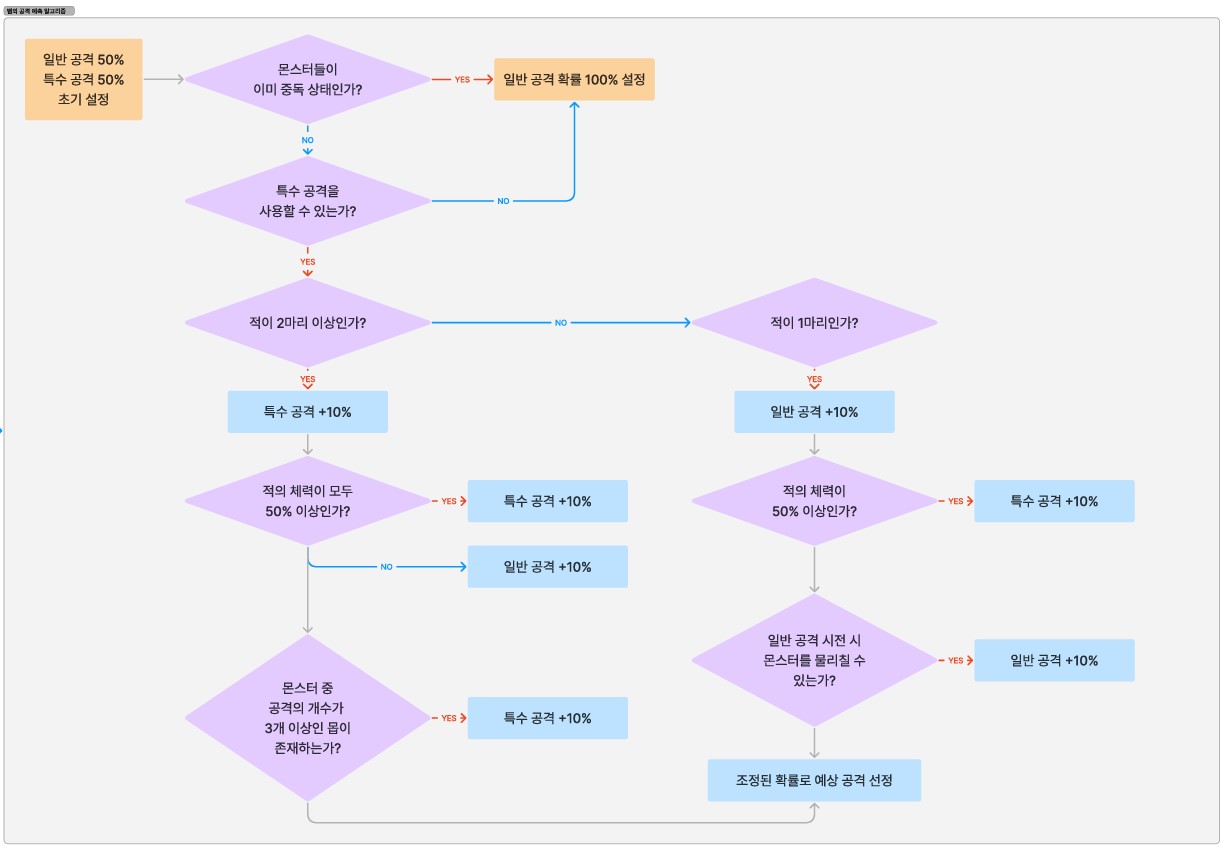 뱀의 공격 예측 알고리즘
일반 공격 50%
특수 공격 50%
초기 설정
몬스터들이
이미 중독 상태인가?
YES
일반 공격 확률 100% 설정
NO
특수 공격을
사용할 수 있는가?
NO
YES
적이 2마리 이상인가?
NO
적이 1마리인가?
YES
YES
특수 공격 +10%
일반 공격 +10%
적의 체력이 모두
50% 이상인가?
YES
특수 공격 +10%
적의 체력이
50% 이상인가?
YES
특수 공격 +10%
NO
일반 공격 +10%
일반 공격 시전 시
몬스터를 물리칠 수
있는가?
YES
일반 공격 +10%
몬스터 중
공격의 개수가
3개 이상인 몹이
존재하는가?
YES
특수 공격 +10%
조정된 확률로 예상 공격 선정